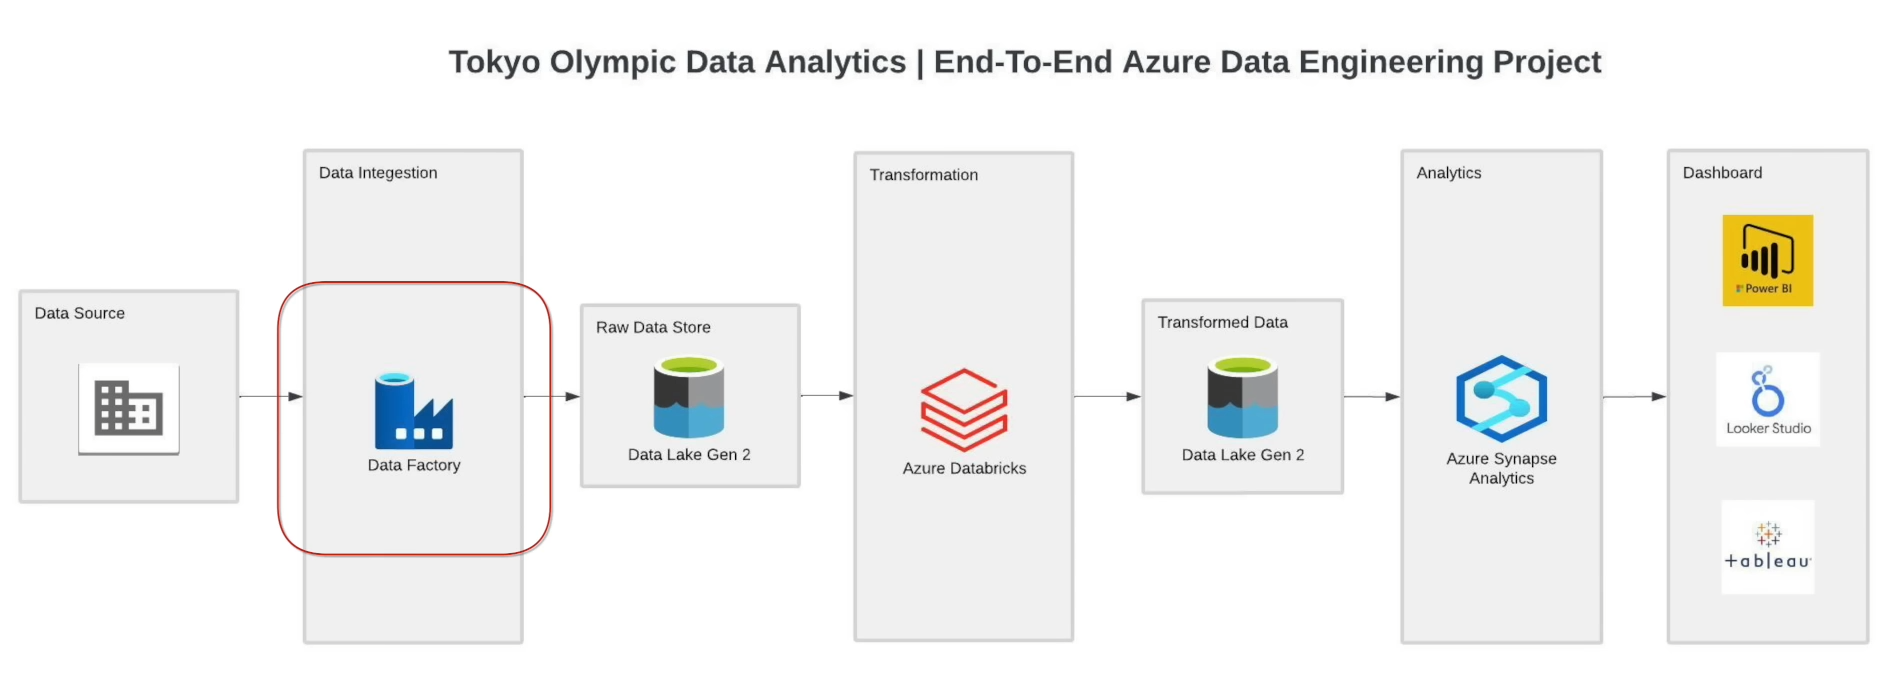 Tokyo Olympic Data Analytics | End-To-End Azure Data Engineering Project
Data Source
Data Integestion
Data Factory
Raw Data Store
Data Lake Gen 2
Transformation
Azure Databricks
Transformed Data
Data Lake Gen 2
Analytics
Azure Synapse
Analytics
Dashboard
Power BI
Looker Studio
+ableau